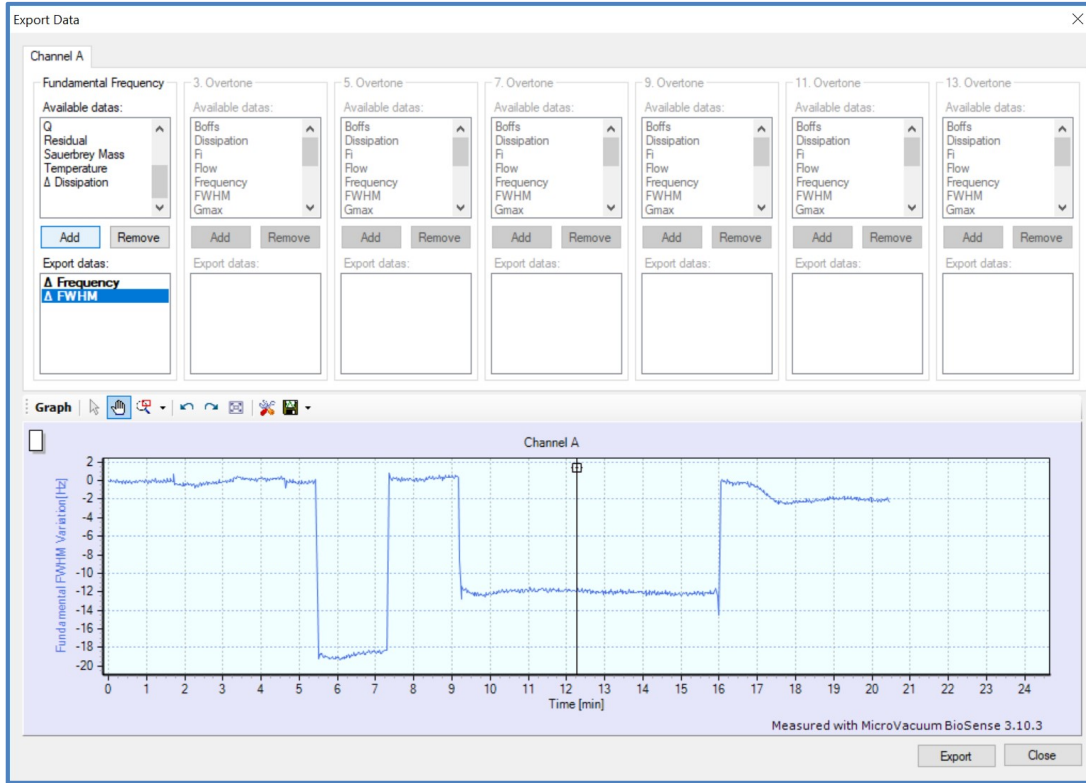 Export Data
Channel A
Fundamental Frequency
Available datas:
Q
Residual
Sauerbrey Mass
Temperature
Δ Dissipation
Add Remove
Export datas:
Δ Frequency
Δ FWHM
3. Overtone
Available datas:
Boffs
Dissipation
Fi
Flow
Frequency
FWHM
Gmax
Add Remove
Export datas:
5. Overtone
Available datas:
Boffs
Dissipation
Fi
Flow
Frequency
FWHM
Gmax
Add Remove
Export datas:
7. Overtone
Available datas:
Boffs
Dissipation
Fi
Flow
Frequency
FWHM
Gmax
Add Remove
Export datas:
9. Overtone
Available datas:
Boffs
Dissipation
Fi
Flow
Frequency
FWHM
Gmax
Add Remove
Export datas:
11. Overtone
Available datas:
Boffs
Dissipation
Fi
Flow
Frequency
FWHM
Gmax
Add Remove
Export datas:
13. Overtone
Available datas:
Boffs
Dissipation
Fi
Flow
Frequency
FWHM
Gmax
Add Remove
Export datas:
Graph
Channel A
Fundamental FWHM Variation[Hz]
2
0
-2
-4
-6
-8
-10
-12
-14
-16
-18
-20
0 1 2 3 4 5 6 7 8 9 10 11 12 13 14 15 16 17 18 19 20 21 22 23 24
Time [min]
Measured with MicroVacuum BioSense 3.10.3
Export Close